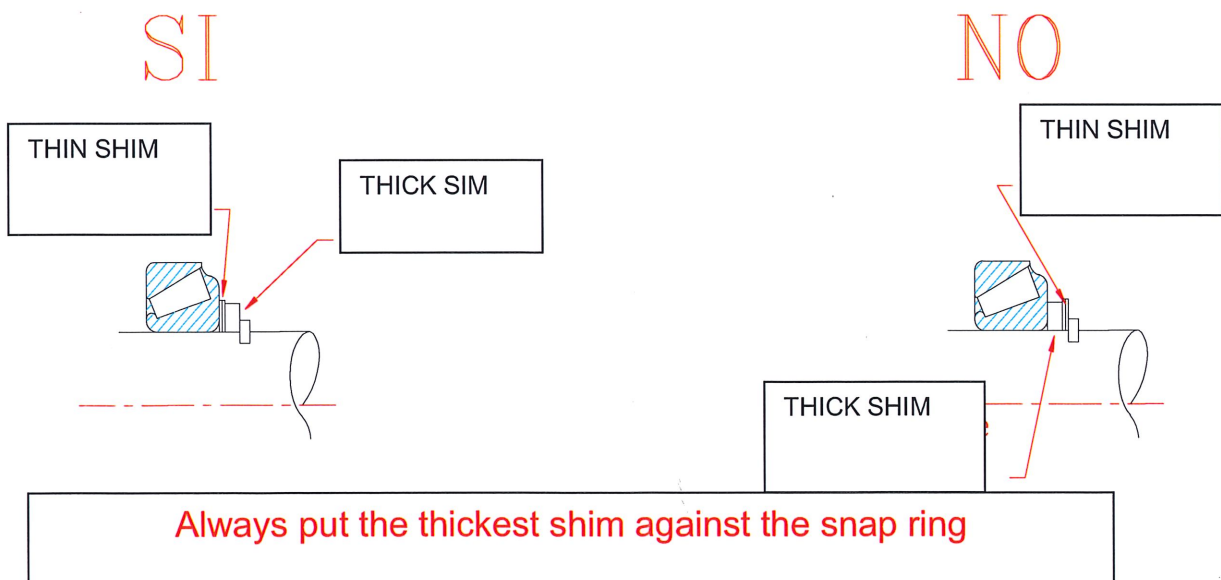 SI
NO
THIN SHIM
THICK SIM
THIN SHIM
THICK SHIM
Always put the thickest shim against the snap ring